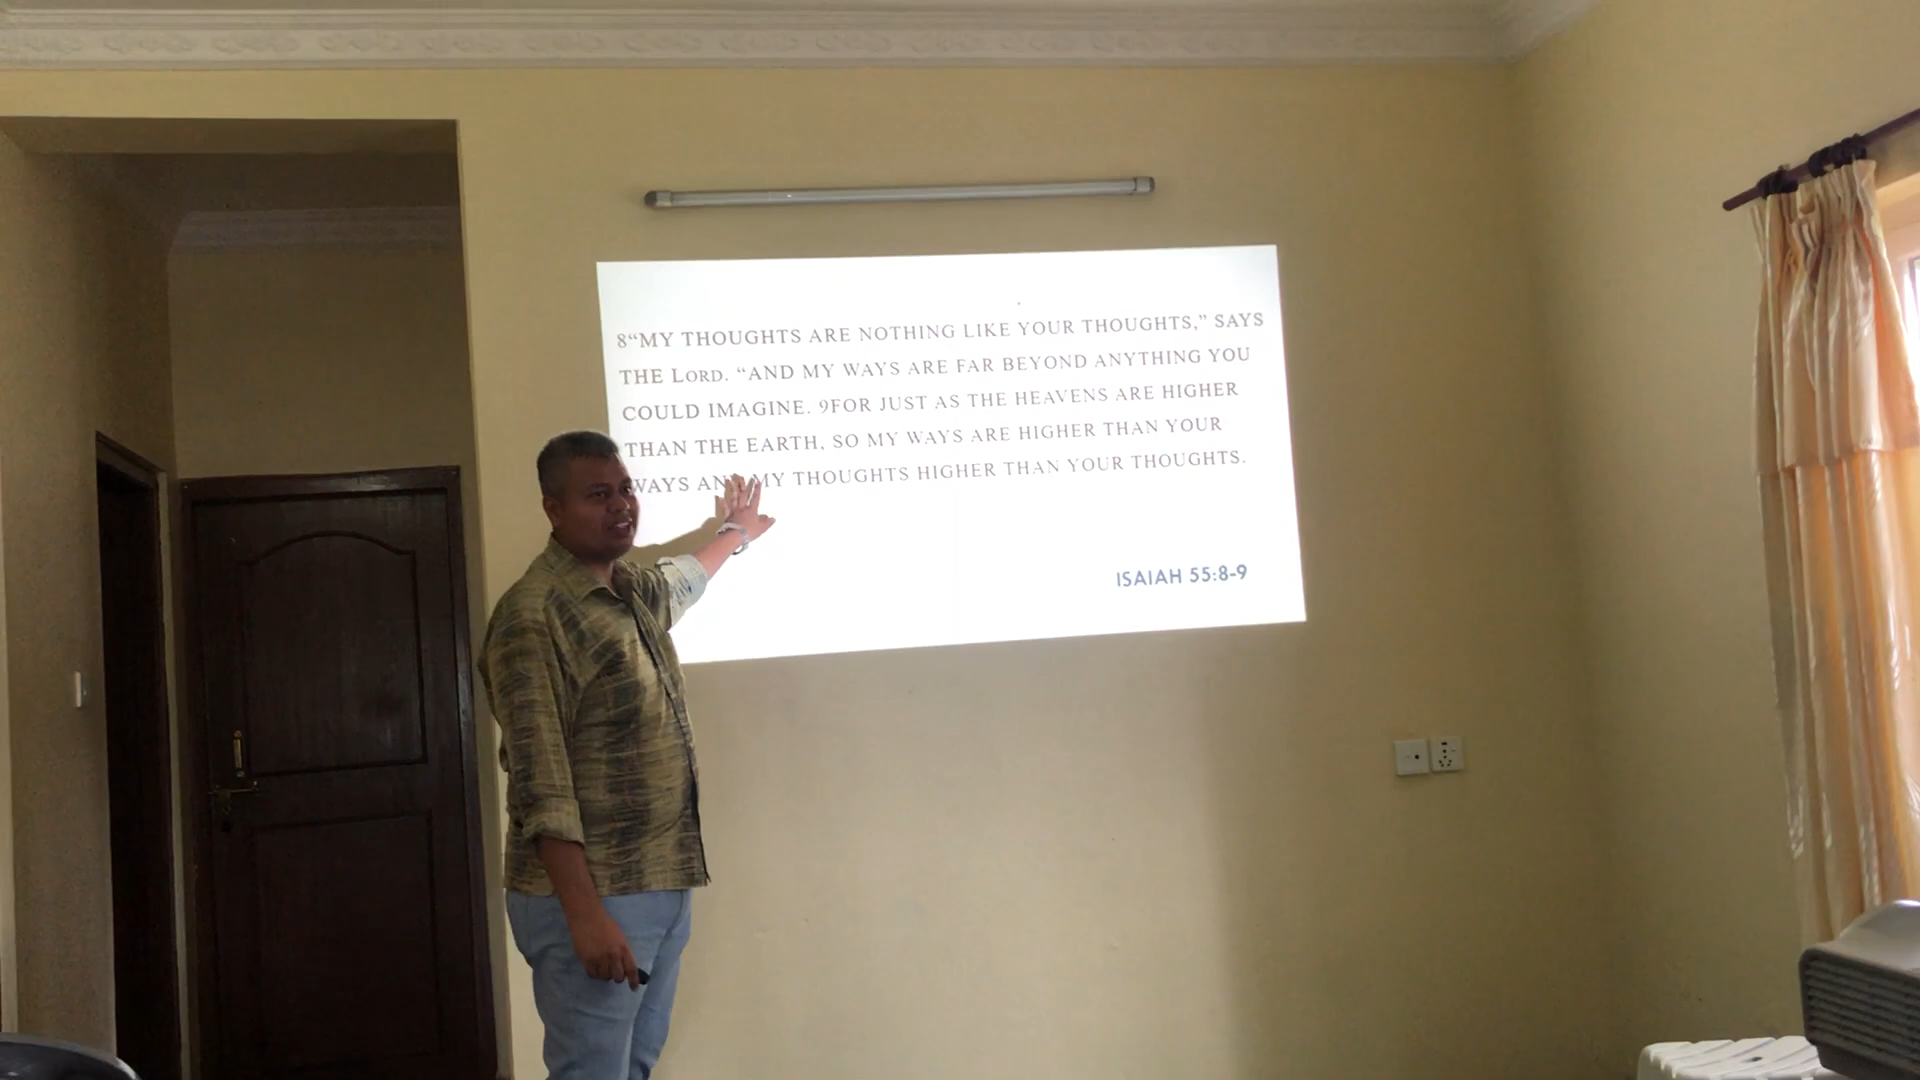 8“MY THOUGHTS ARE NOTHING LIKE YOUR THOUGHTS,” SAYS
THE LORD. “AND MY WAYS ARE FAR BEYOND ANYTHING YOU
COULD IMAGINE. 9FOR JUST AS THE HEAVENS ARE HIGHER
THAN THE EARTH, SO MY WAYS ARE HIGHER THAN YOUR
WAYS AND MY THOUGHTS HIGHER THAN YOUR THOUGHTS.
ISAIAH 55:8-9